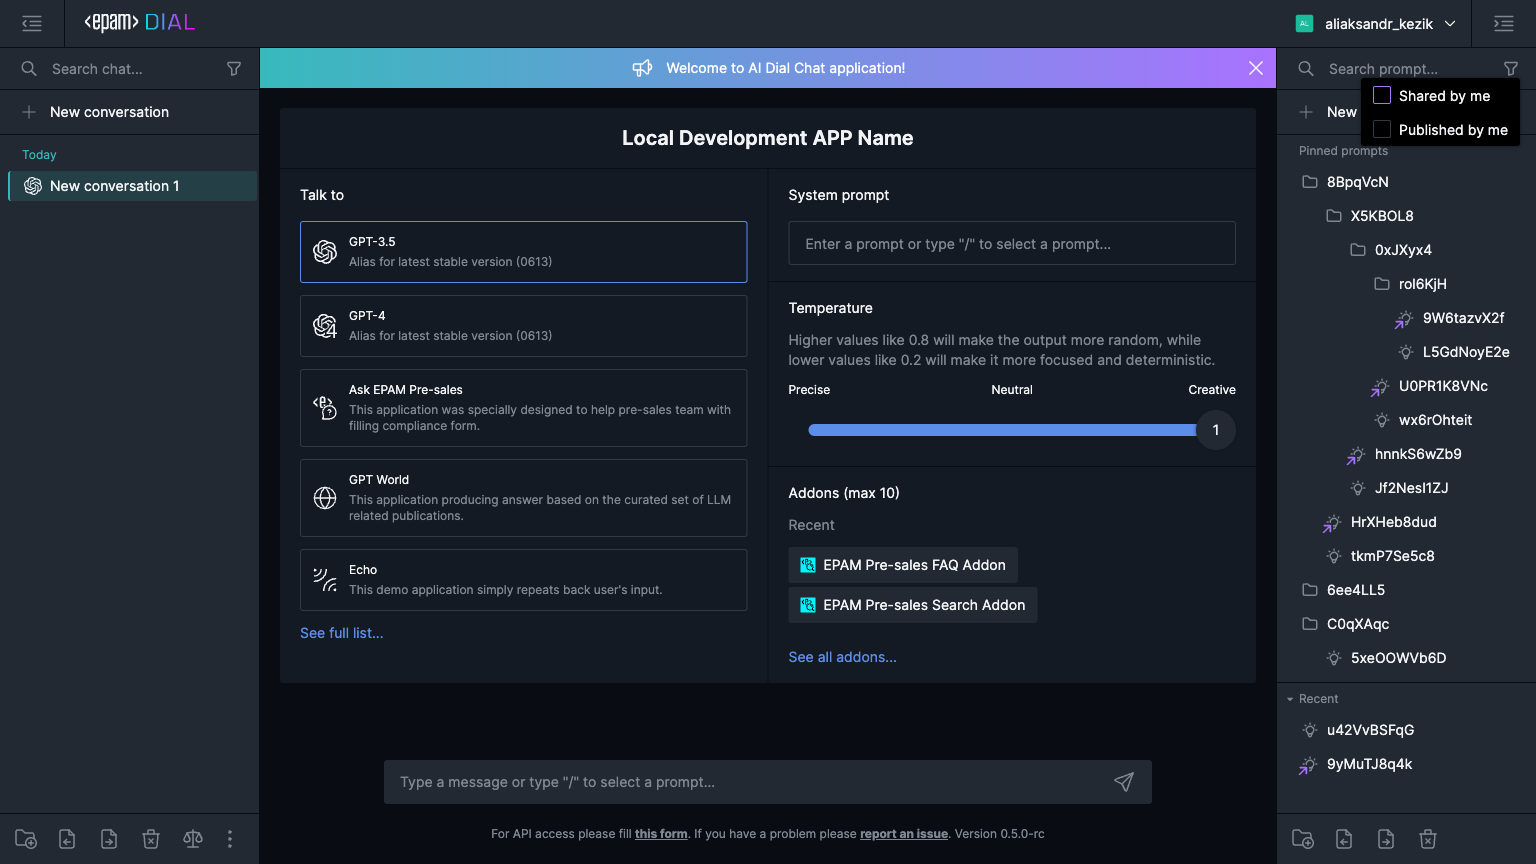 <epam> DIAL
AL
aliaksandr_kezik
Search chat...
New conversation
Today
New conversation 1
Welcome to AI Dial Chat application!
Local Development APP Name
Talk to
GPT-3.5
Alias for latest stable version (0613)
4
GPT-4
Alias for latest stable version (0613)
Ask EPAM Pre-sales
This application was specially designed to help pre-sales team with
filling compliance form.
GPT World
This application producing answer based on the curated set of LLM
related publications.
Echo
This demo application simply repeats back user's input.
See full list...
System prompt
Enter a prompt or type "/" to select a prompt...
Temperature
Higher values like 0.8 will make the output more random, while
lower values like 0.2 will make it more focused and deterministic.
Precise
Neutral
Creative
1
Addons (max 10)
Recent
EPAM Pre-sales FAQ Addon
EPAM Pre-sales Search Addon
See all addons...
Type a message or type "/" to select a prompt...
For API access please fill this form. If you have a problem please report an issue. Version 0.5.0-rc
Search prompt...
New
Shared by me
Published by me
Pinned prompts
8BpqVcN
X5KBOL8
0xJXyx4
rol6KjH
9W6tazvX2f
L5GdNoyE2e
U0PR1K8VNc
wx6rOhteit
hnnkS6wZb9
Jf2NesI1ZJ
HrXHeb8dud
tkmP7Se5c8
6ee4LL5
C0qXAqc
5xeOOWVb6D
Recent
u42VvBSFqG
9yMuTJ8q4k